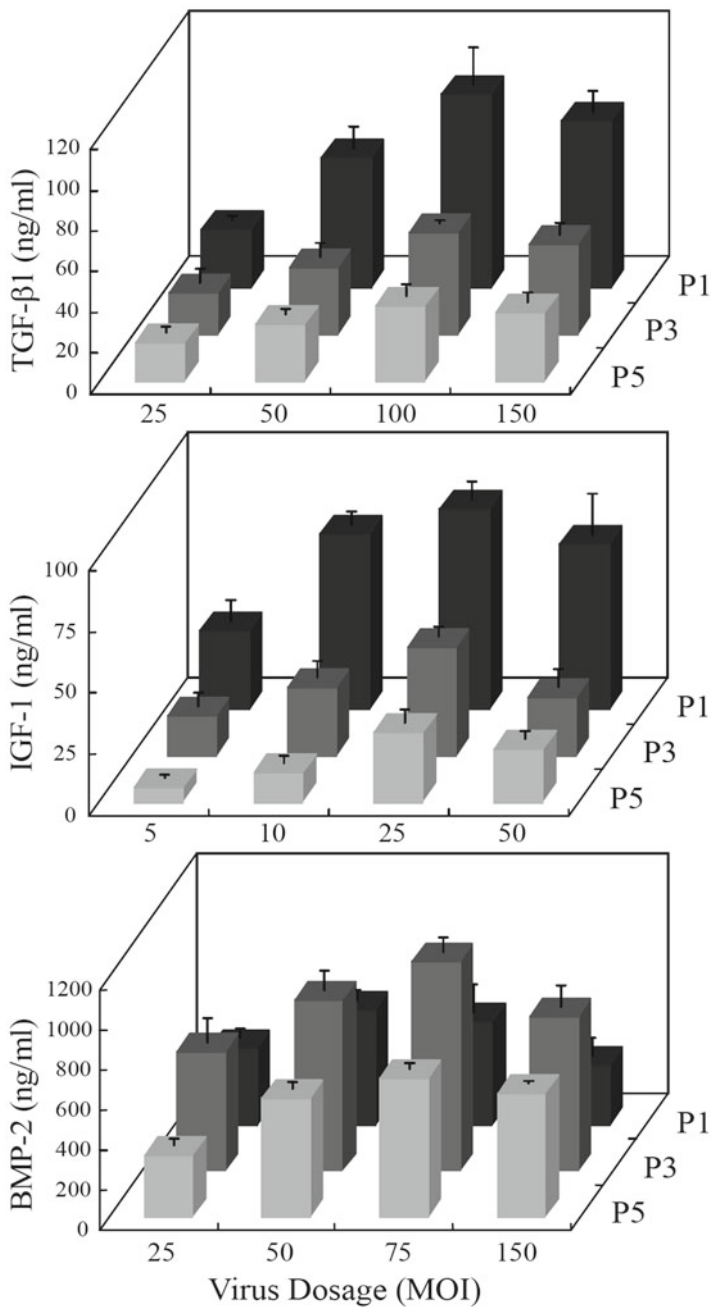 TGF-β1 (ng/ml)
120
100
80
60
40
20
0
25 50 100 150
P1
P3
P5
IGF-1 (ng/ml)
100
75
50
25
0
5 10 25 50
P1
P3
P5
BMP-2 (ng/ml)
1200
1000
800
600
400
200
0
25 50 75 150
P1
P3
P5
Virus Dosage (MOI)